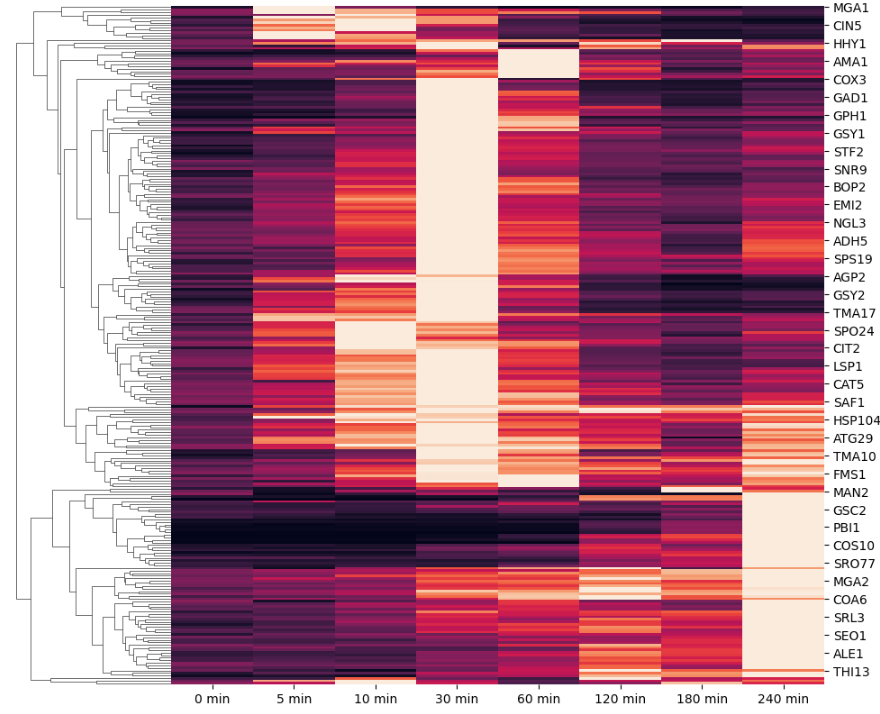 MGA1
CIN5
HHY1
AMA1
COX3
GAD1
GPH1
GSY1
STF2
SNR9
BOP2
EMI2
NGL3
ADH5
SPS19
AGP2
GSY2
TMA17
SPO24
CIT2
LSP1
CAT5
SAF1
HSP104
ATG29
TMA10
FMS1
MAN2
GSC2
PBI1
COS10
SRO77
MGA2
COA6
SRL3
SEO1
ALE1
THI13
0 min 5 min 10 min 30 min 60 min 120 min 180 min 240 min